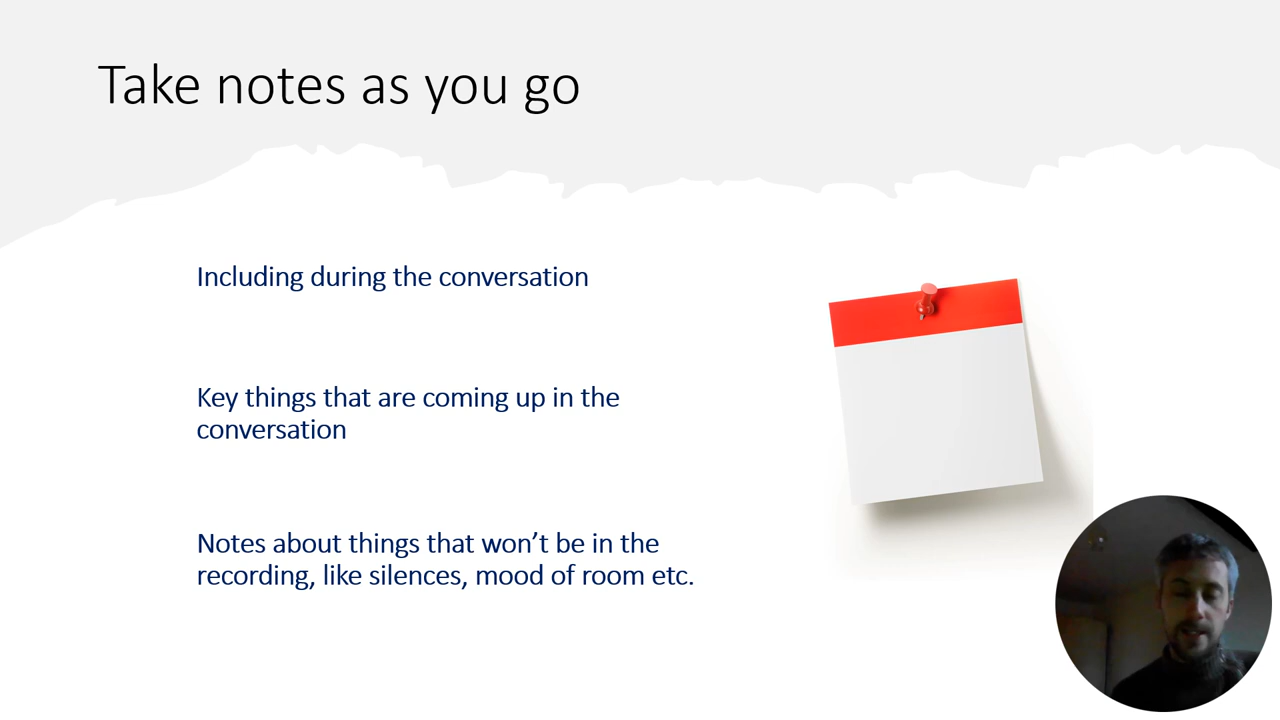 Take notes as you go
Including during the conversation
Key things that are coming up in the
conversation
Notes about things that won’t be in the
recording, like silences, mood of room etc.